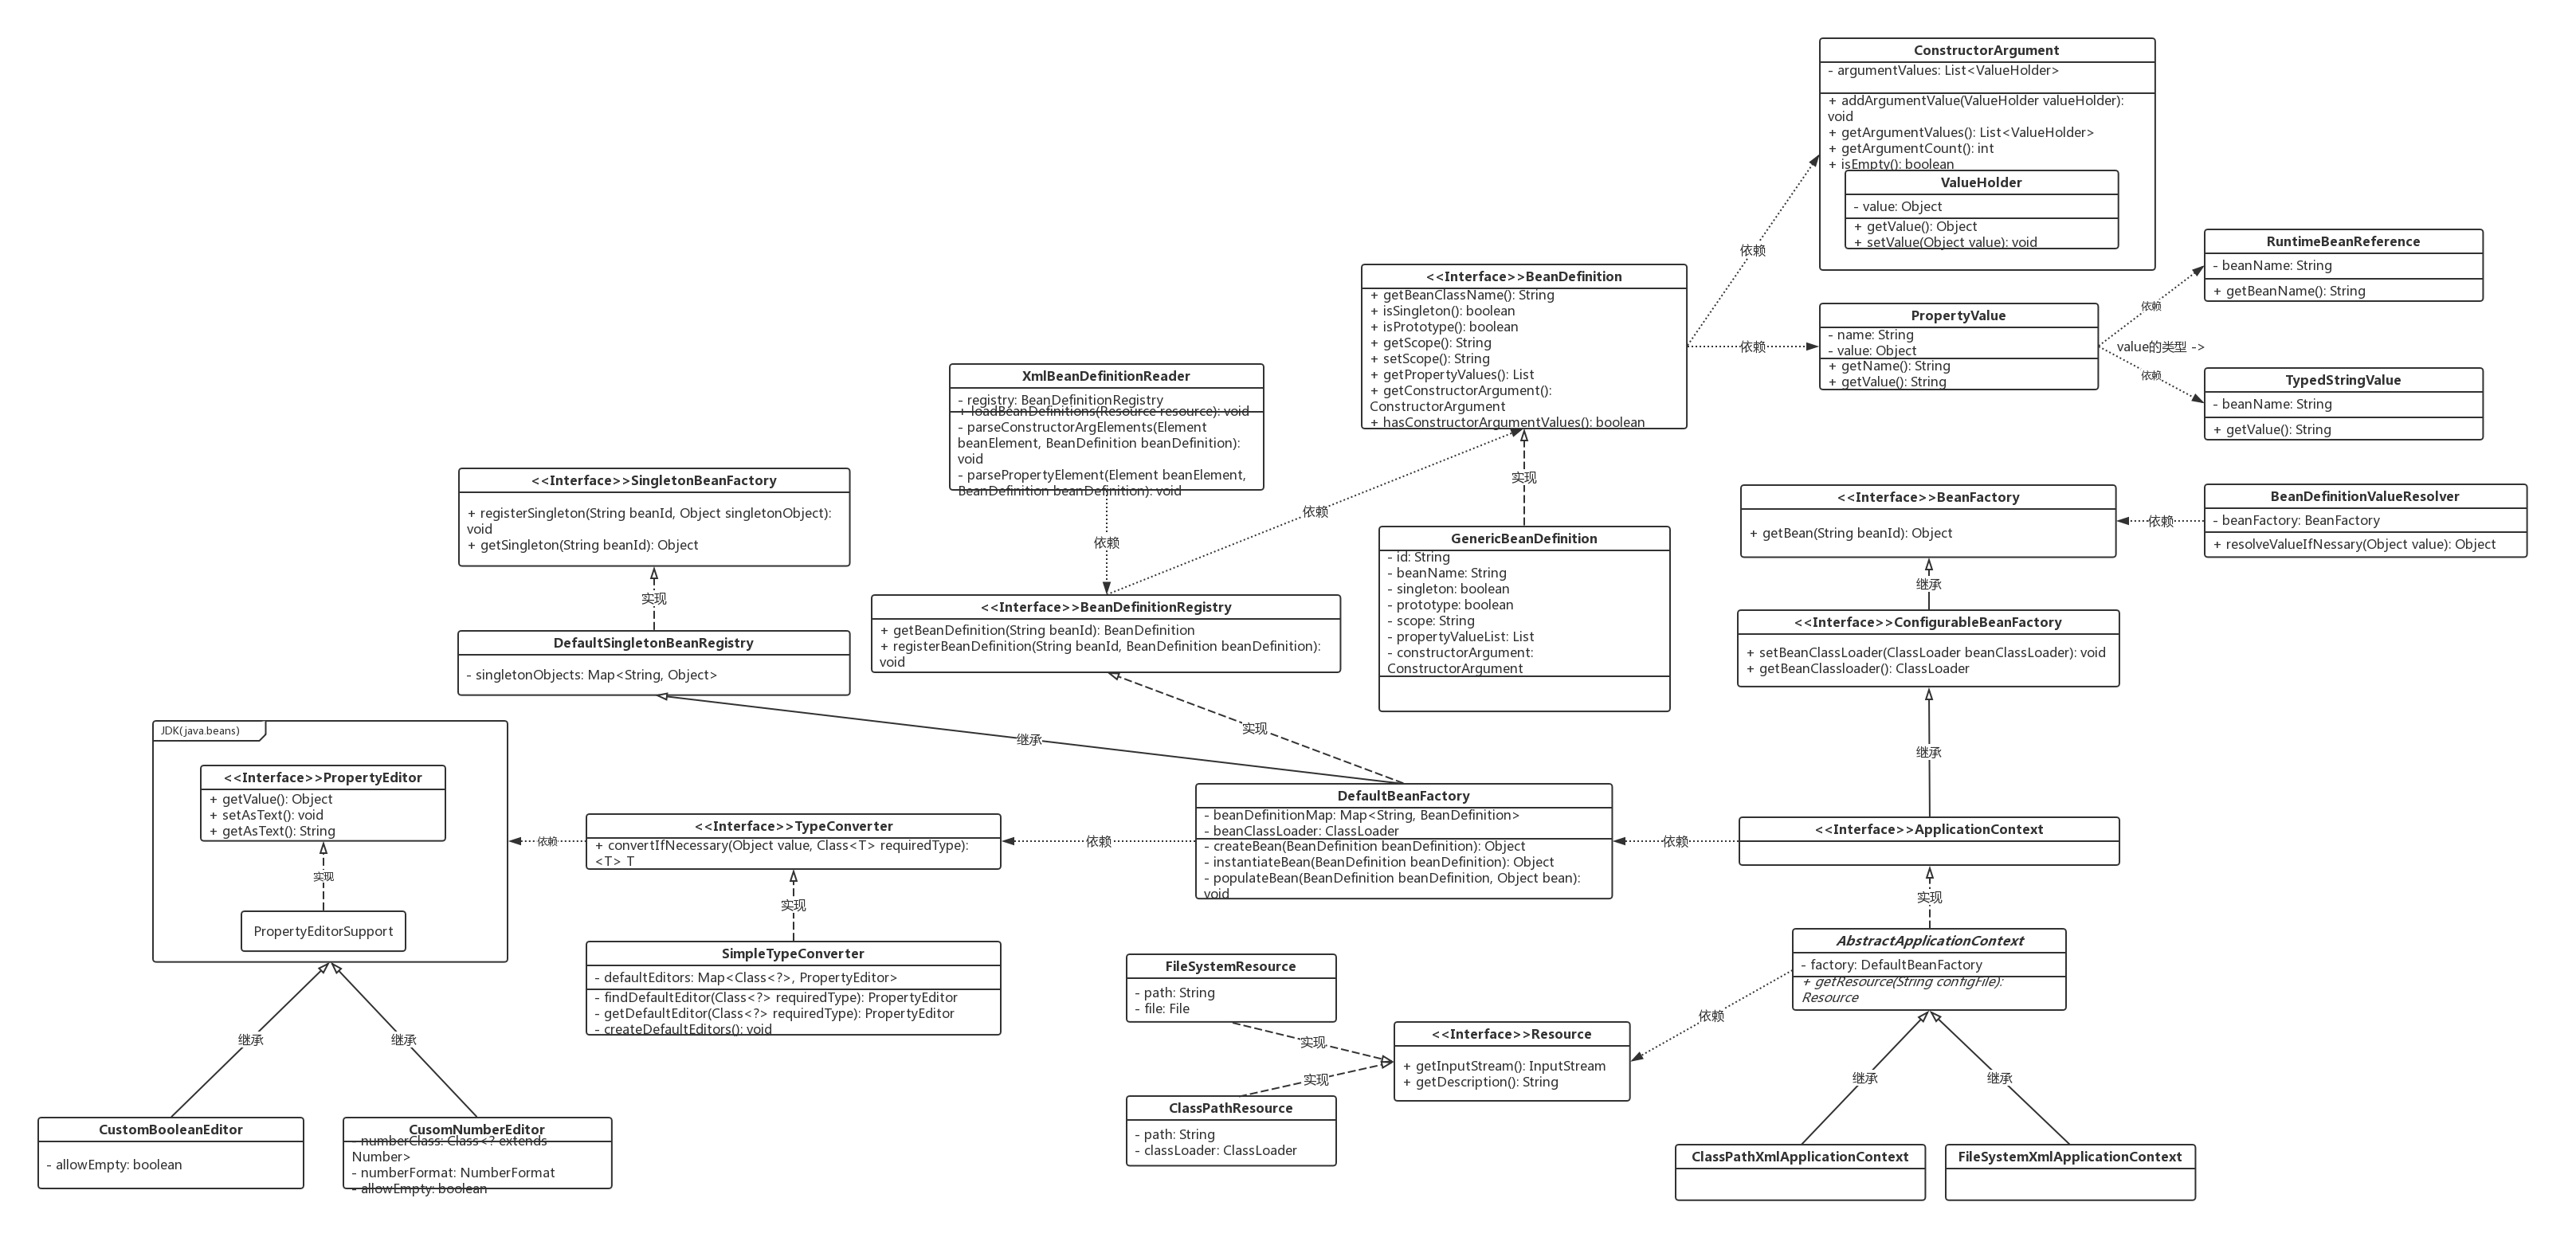 ConstructorArgument
- argumentValues: List<ValueHolder>
+ addArgumentValue(ValueHolder valueHolder):
void
+ getArgumentValues(): List<ValueHolder>
+ getArgumentCount(): int
+ isEmpty(): boolean
ValueHolder
- value: Object
+ getValue(): Object
+ setValue(Object value): void
依赖
RuntimeBeanReference
- beanName: String
+ getBeanName(): String
<<Interface>>BeanDefinition
+ getBeanClassName(): String
+ isSingleton(): boolean
+ isPrototype(): boolean
+ getScope(): String
+ setScope(): String
+ getPropertyValues(): List
+ getConstructorArgument():
ConstructorArgument
+ hasConstructorArgumentValues(): boolean
依赖
PropertyValue
- name: String
- value: Object
+ getName(): String
+ getValue(): String
依赖
value的类型 ->
依赖
TypedStringValue
- beanName: String
+ getValue(): String
XmlBeanDefinitionReader
- registry: BeanDefinitionRegistry
+ loadBeanDefinitions(Resource resource): void
- parseConstructorArgElements(Element
beanElement, BeanDefinition beanDefinition):
void
- parsePropertyElement(Element beanElement,
BeanDefinition beanDefinition): void
依赖
依赖
实现
<<Interface>>SingletonBeanFactory
+ registerSingleton(String beanId, Object singletonObject):
void
+ getSingleton(String beanId): Object
实现
<<Interface>>BeanFactory
+ getBean(String beanId): Object
依赖
BeanDefinitionValueResolver
- beanFactory: BeanFactory
+ resolveValueIfNessary(Object value): Object
GenericBeanDefinition
- id: String
- beanName: String
- singleton: boolean
- prototype: boolean
- scope: String
- propertyValueList: List
- constructorArgument:
ConstructorArgument
继承
<<Interface>>BeanDefinitionRegistry
+ getBeanDefinition(String beanId): BeanDefinition
+ registerBeanDefinition(String beanId, BeanDefinition beanDefinition):
void
<<Interface>>ConfigurableBeanFactory
+ setBeanClassLoader(ClassLoader beanClassLoader): void
+ getBeanClassloader(): ClassLoader
DefaultSingletonBeanRegistry
- singletonObjects: Map<String, Object>
继承
实现
继承
JDK(java.beans)
<<Interface>>PropertyEditor
+ getValue(): Object
+ setAsText(): void
+ getAsText(): String
实现
PropertyEditorSupport
依赖
<<Interface>>TypeConverter
+ convertIfNecessary(Object value, Class<T> requiredType):
<T> T
依赖
DefaultBeanFactory
- beanDefinitionMap: Map<String, BeanDefinition>
- beanClassLoader: ClassLoader
- createBean(BeanDefinition beanDefinition): Object
- instantiateBean(BeanDefinition beanDefinition): Object
- populateBean(BeanDefinition beanDefinition, Object bean):
void
依赖
<<Interface>>ApplicationContext
实现
实现
SimpleTypeConverter
- defaultEditors: Map<Class<?>, PropertyEditor>
- findDefaultEditor(Class<?> requiredType): PropertyEditor
- getDefaultEditor(Class<?> requiredType): PropertyEditor
- createDefaultEditors(): void
AbstractApplicationContext
- factory: DefaultBeanFactory
+ getResource(String configFile):
Resource
FileSystemResource
- path: String
- file: File
依赖
实现
<<Interface>>Resource
+ getInputStream(): InputStream
+ getDescription(): String
实现
ClassPathResource
- path: String
- classLoader: ClassLoader
继承
继承
继承
继承
CustomBooleanEditor
- allowEmpty: boolean
CusomNumberEditor
- numberClass: Class<? extends
Number>
- numberFormat: NumberFormat
- allowEmpty: boolean
ClassPathXmlApplicationContext
FileSystemXmlApplicationContext